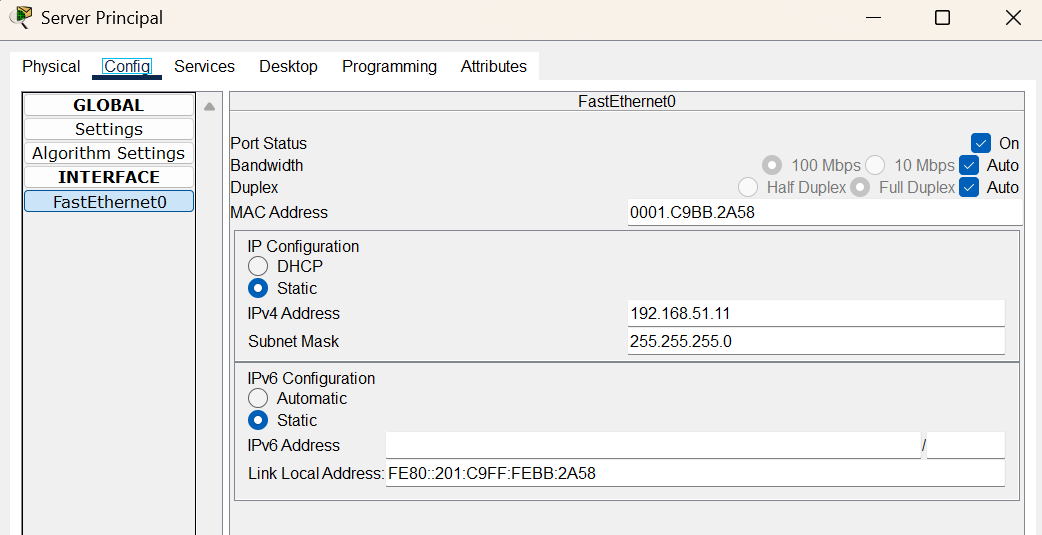 Server Principal
Physical Config Services Desktop Programming Attributes
GLOBAL
Settings
Algorithm Settings
INTERFACE
FastEthernet0
FastEthernet0
Port Status On
Bandwidth 100 Mbps 10 Mbps Auto
Duplex Half Duplex Full Duplex Auto
MAC Address 0001.C9BB.2A58
IP Configuration
DHCP
Static
IPv4 Address 192.168.51.11
Subnet Mask 255.255.255.0
IPv6 Configuration
Automatic
Static
IPv6 Address /
Link Local Address: FE80::201:C9FF:FEBB:2A58